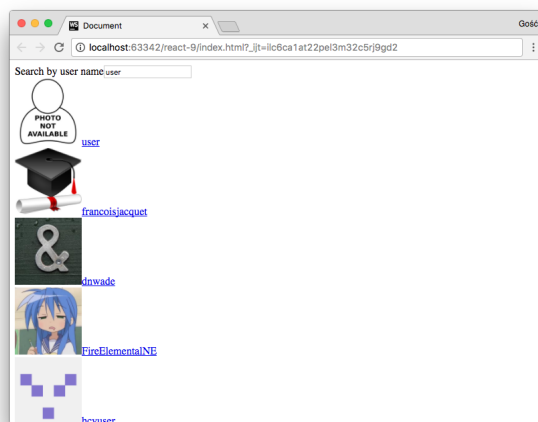 WS Document
Gość
localhost:63342/react-9/index.html?_ijt=ilc6ca1at22pel3m32c5rj9gd2
Search by user name user
PHOTO
NOT
AVAILABLE
user
francoisjacquet
&
dnwade
FireElementalNE